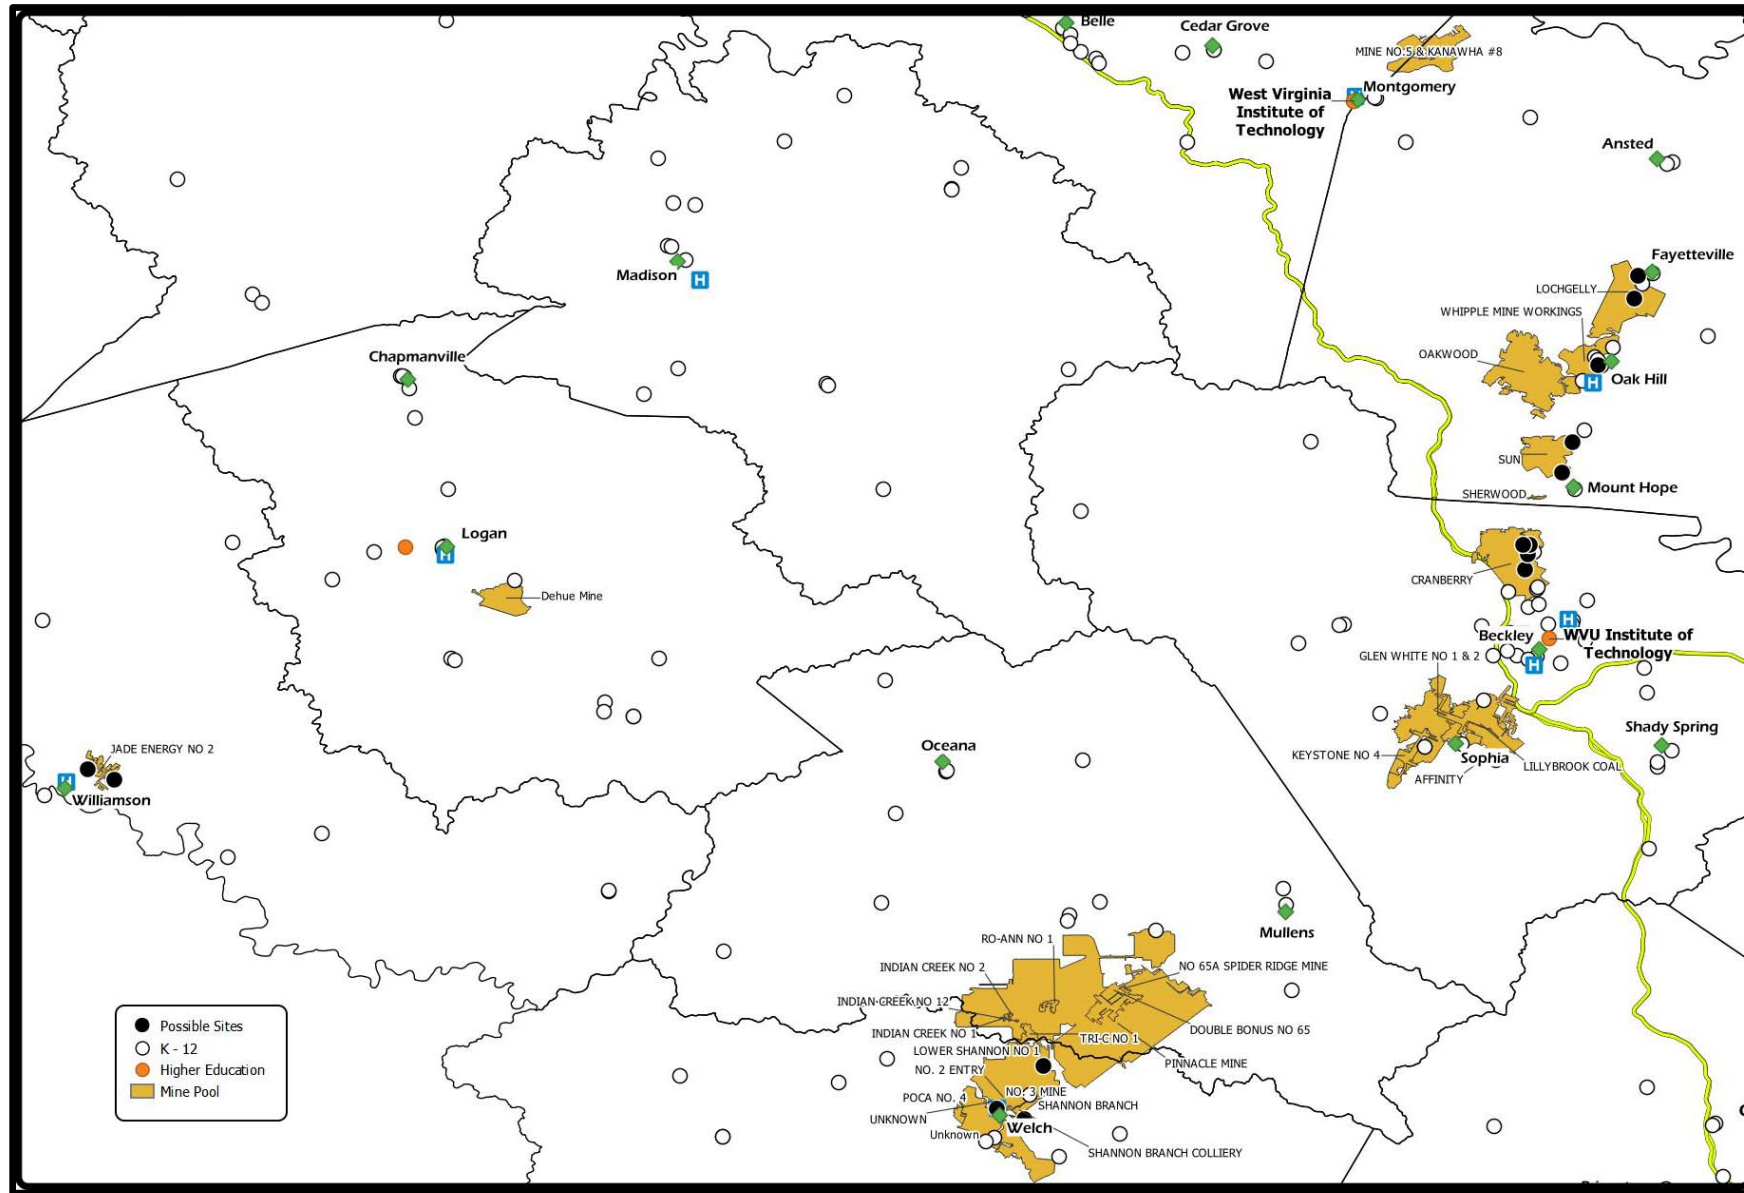 Belle
Cedar Grove
MINE NO.5 & KANAWHA #8
West Virginia
Institute of
Technology
H
Montgomery
Ansted
Madison
H
Fayetteville
LOCHGELLY
WHIPPLE MINE WORKINGS
OAKWOOD
Chapmanville
H
Oak Hill
SUN
SHERWOOD
Mount Hope
Logan
H
CRANBERRY
Dehue Mine
H
Beckley
WVU Institute of
Technology
H
GLEN WHITE NO 1 & 2
Shady Spring
KEYSTONE NO 4
Sophia
LILLYBROOK COAL
AFFINITY
JADE ENERGY NO 2
H
Williamson
Oceana
Mullens
RO-ANN NO 1
INDIAN CREEK NO 2
NO 65A SPIDER RIDGE MINE
INDIAN CREEK NO 12
INDIAN CREEK NO 1
DOUBLE BONUS NO 65
TRI-C NO 1
LOWER SHANNON NO 1
PINNACLE MINE
NO. 2 ENTRY
POCA NO. 4
NO. 3 MINE
SHANNON BRANCH
UNKNOWN
Unknown
Welch
SHANNON BRANCH COLLIERY
Possible Sites
K - 12
Higher Education
Mine Pool